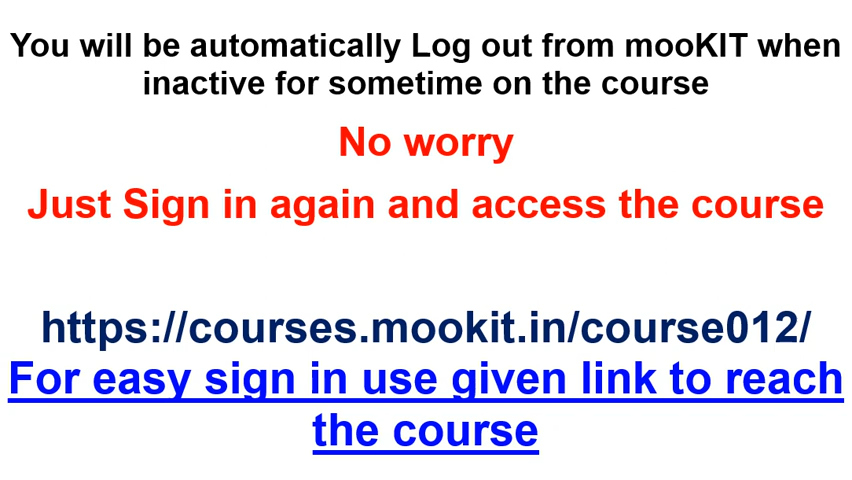 You will be automatically Log out from mooKIT when
inactive for sometime on the course
No worry
Just Sign in again and access the course
https://courses.mookit.in/course012/
For easy sign in use given link to reach
the course